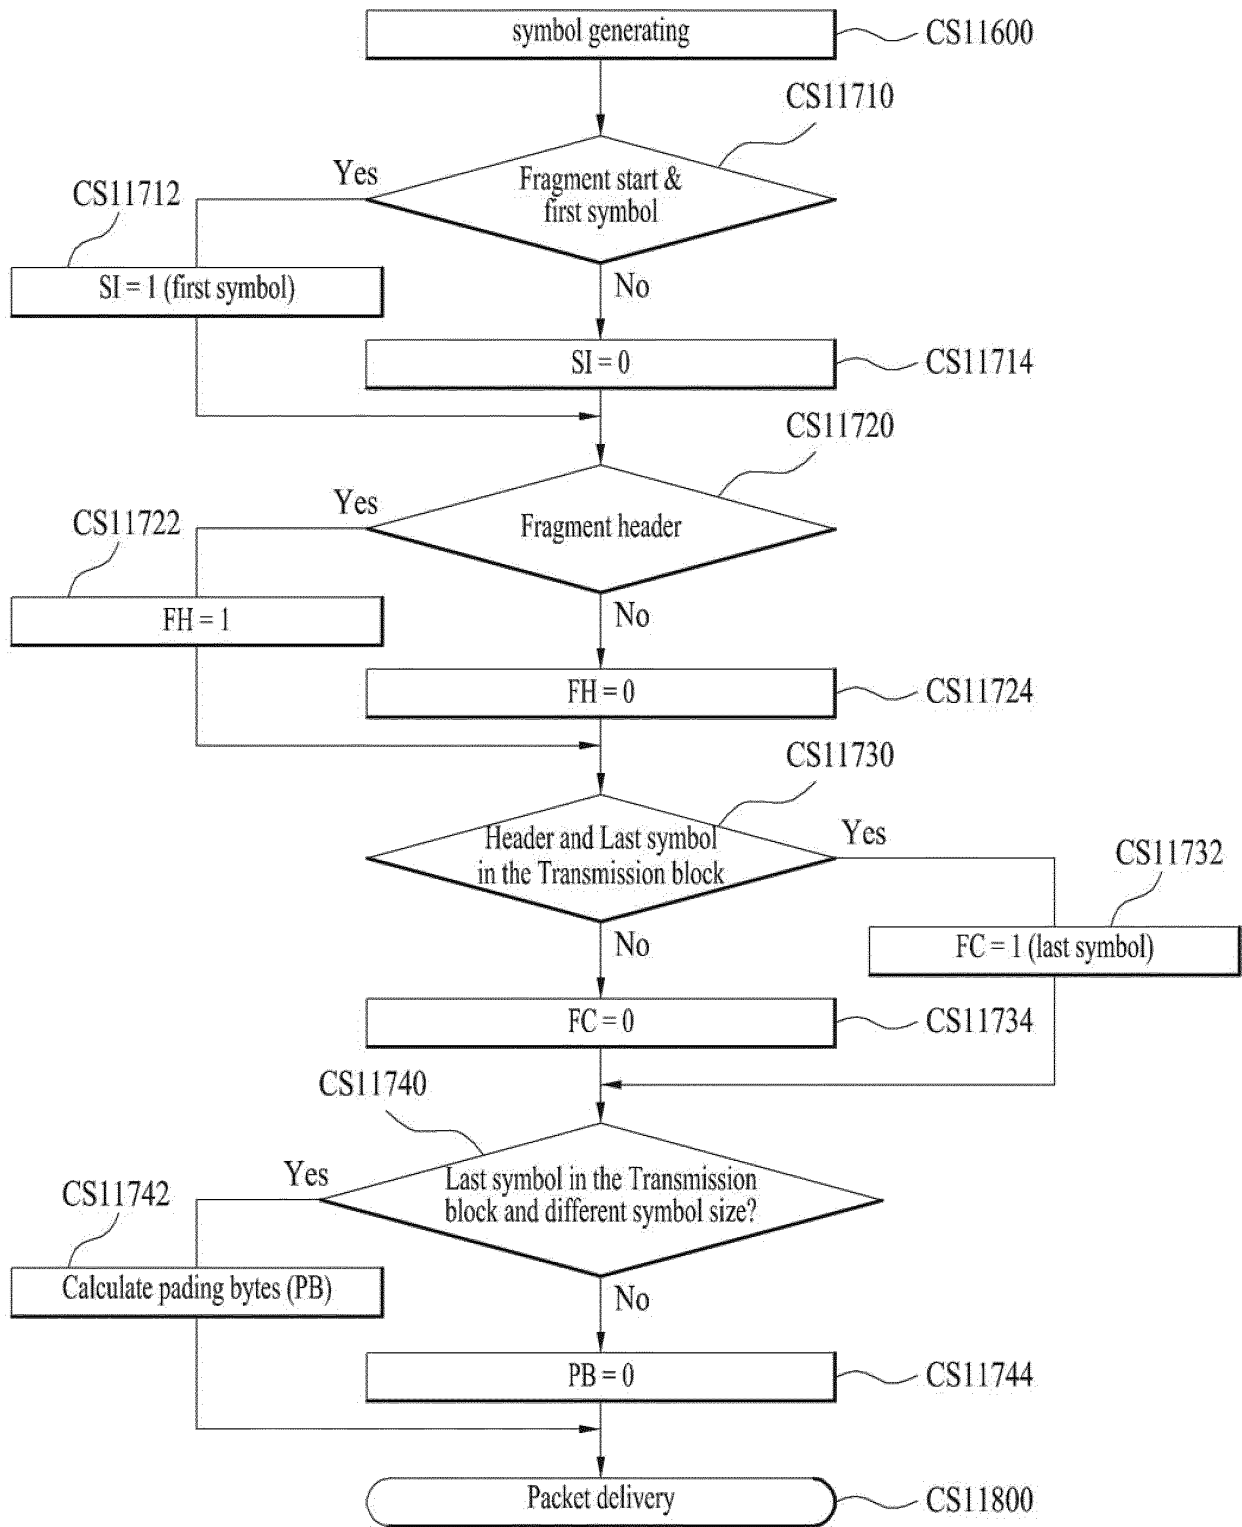 symbol generating
CS11600
CS11710
Yes
Fragment start &
first symbol
CS11712
SI = 1 (first symbol)
No
SI = 0
CS11714
CS11720
Yes
Fragment header
CS11722
FH = 1
No
FH = 0
CS11724
CS11730
Header and Last symbol
in the Transmission block
Yes
CS11732
FC = 1 (last symbol)
No
FC = 0
CS11734
CS11740
Yes
Last symbol in the Transmission
block and different symbol size?
CS11742
Calculate pading bytes (PB)
No
PB = 0
CS11744
Packet delivery
CS11800